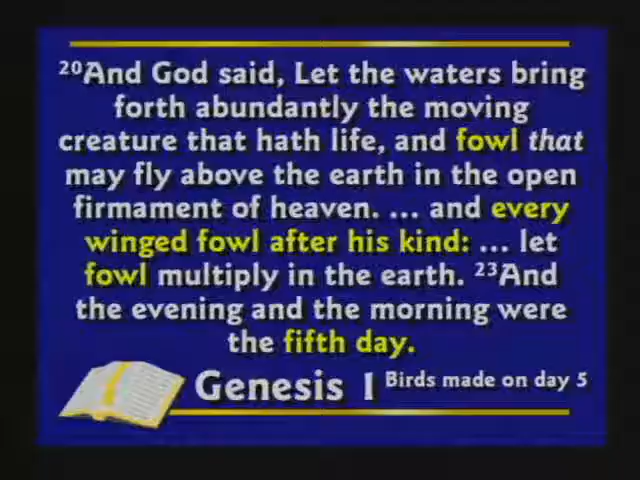 ²⁰And God said, Let the waters bring
forth abundantly the moving
creature that hath life, and fowl that
may fly above the earth in the open
firmament of heaven. ... and every
winged fowl after his kind: ... let
fowl multiply in the earth. ²³And
the evening and the morning were
the fifth day.
Genesis 1 Birds made on day 5